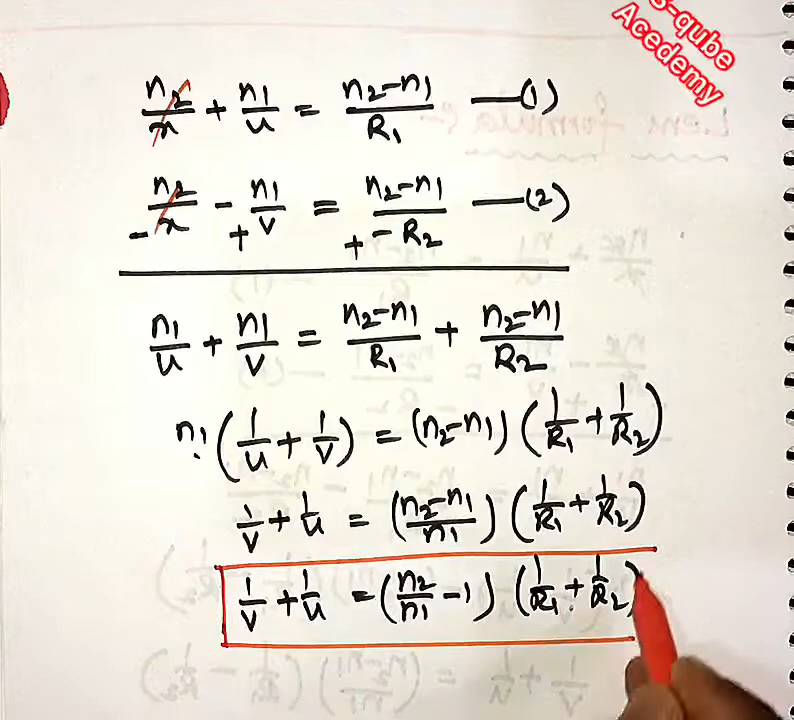 S-qube
Acedemy
n₂/x + n₁/u = n₂-n₁/R₁ —(1)
- n₂/x - + n₁/v = n₂-n₁/+ -R₂ —(2)
n₁/u + n₁/v = n₂-n₁/R₁ + n₂-n₁/R₂
n₁ (1/u + 1/v) = (n₂-n₁) (1/R₁ + 1/R₂)
1/v + 1/u = (n₂-n₁/n₁) (1/R₁ + 1/R₂)
1/v + 1/u = (n₂/n₁ - 1) (1/R₁ + 1/R₂)